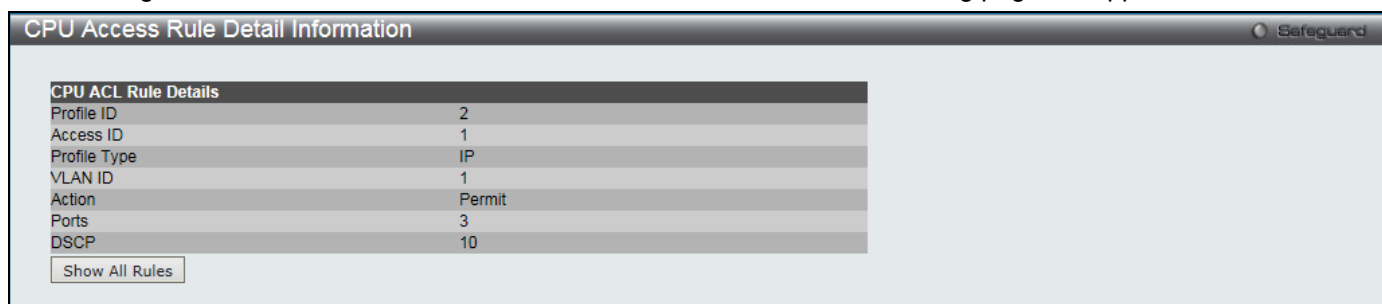 CPU Access Rule Detail Information
Safeguard
CPU ACL Rule Details
Profile ID 2
Access ID 1
Profile Type IP
VLAN ID 1
Action Permit
Ports 3
DSCP 10
Show All Rules